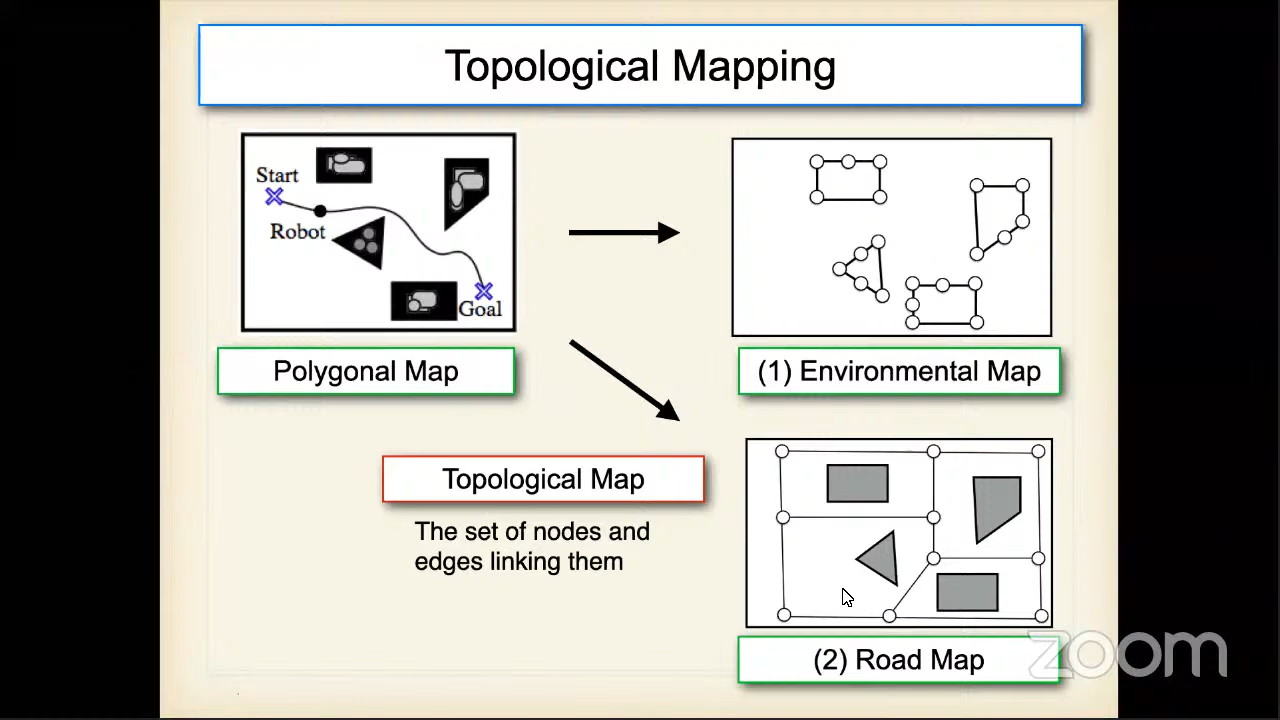 Topological Mapping
Start
Robot
Goal
Polygonal Map
(1) Environmental Map
Topological Map
The set of nodes and
edges linking them
(2) Road Map
zoom